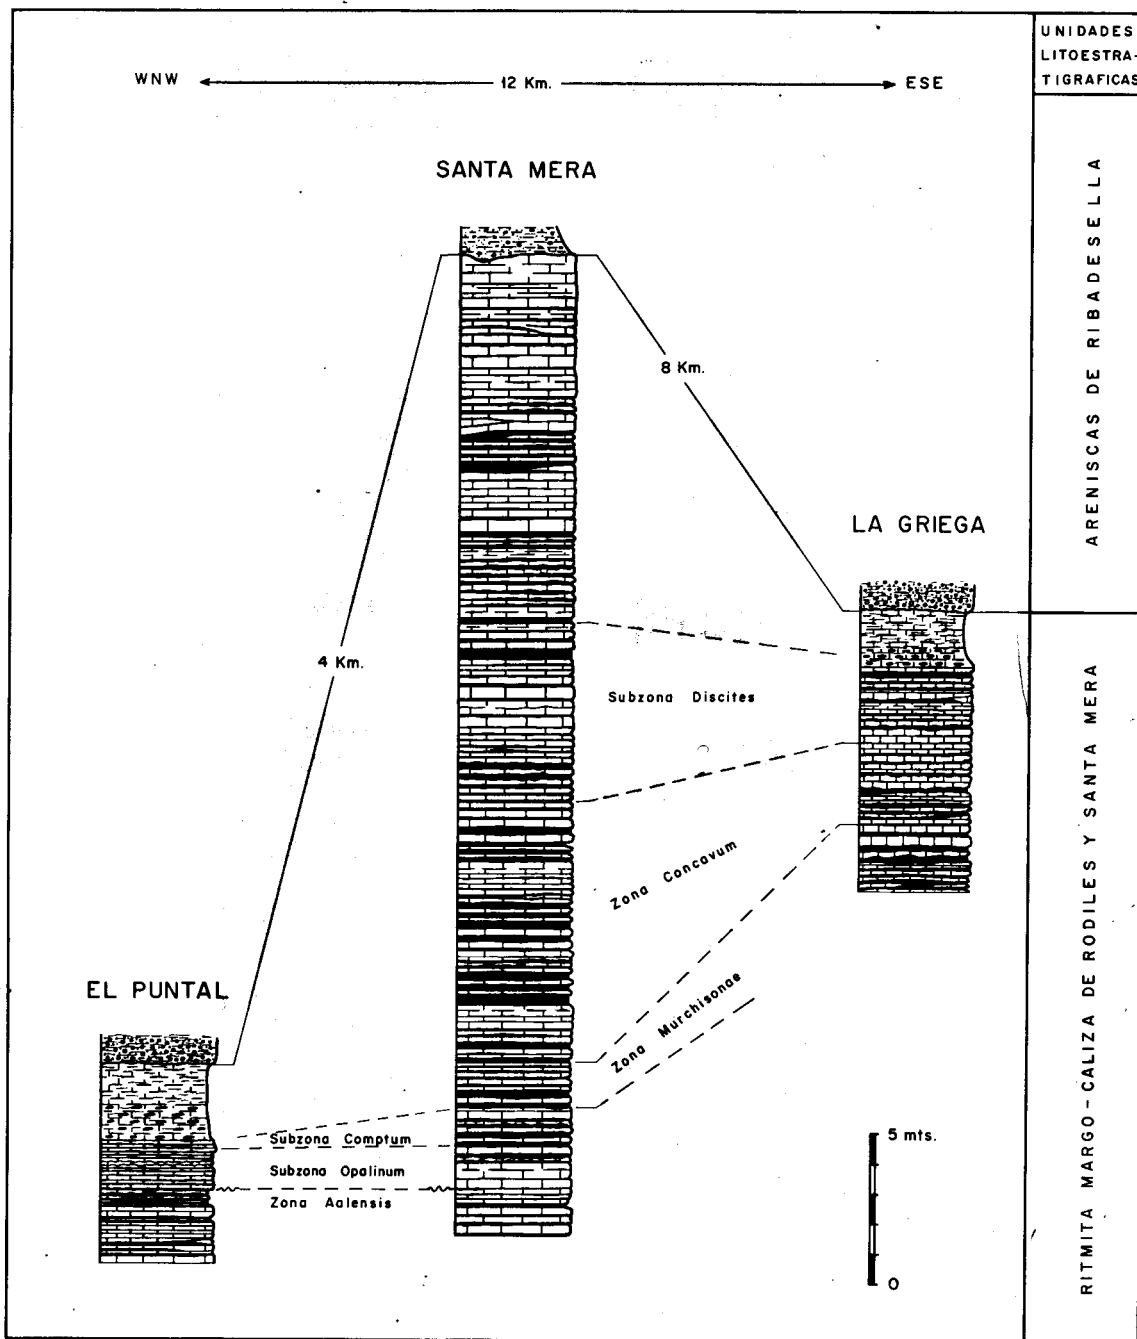 UNIDADES
LITOESTRA-
TIGRAFICAS
WNW
12 Km.
ESE
SANTA MERA
8 Km.
LA GRIEGA
4 Km.
Subzona Discites
Zona Concavum
Zona Murchisonae
EL PUNTAL
Subzona Comptum
Subzona Opalinum
Zona Aalensis
5 mts.
0
ARENISCAS DE RIBADESELLA
RITMITA MARGO-CALIZA DE RODILES Y SANTA MERA